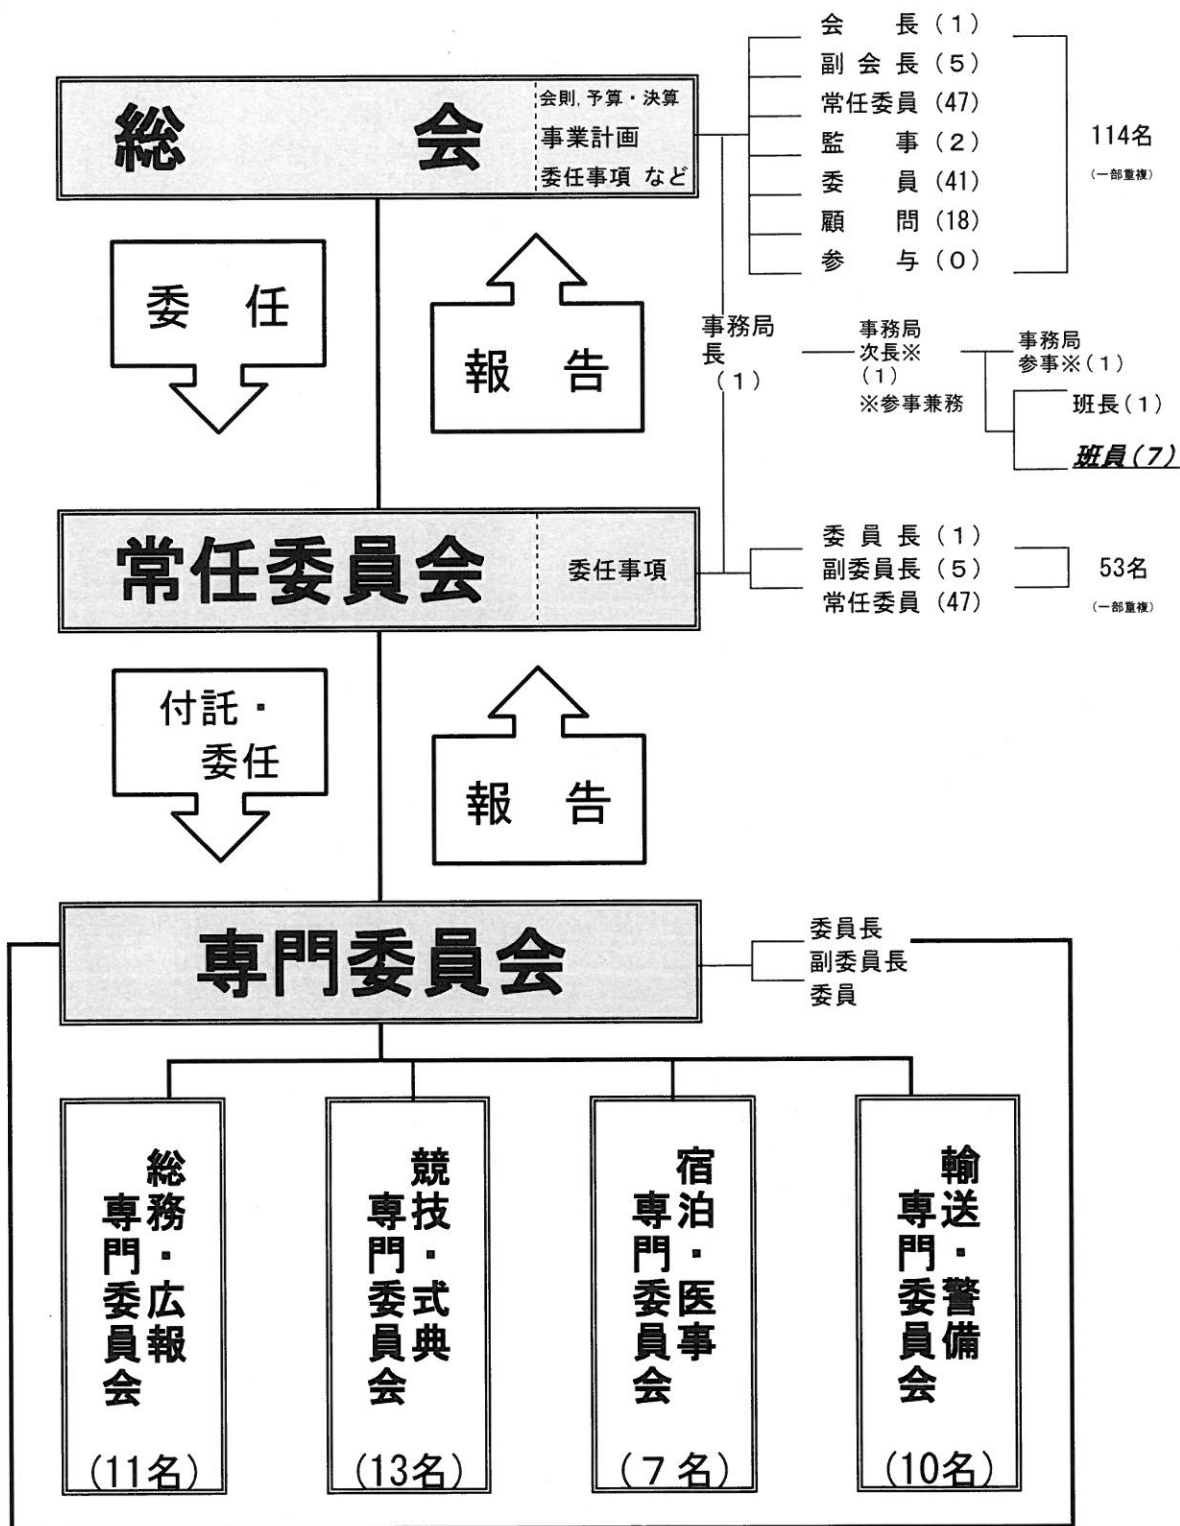 総 会
会則, 予算・決算
事業計画
委任事項 など
会 長 (1)
副 会 長 (5)
常任委員 (47)
監 事 (2)
委 員 (41)
顧 問 (18)
参 与 (0)
114名
(一部重複)
委 任
報 告
事務局
長
(1)
事務局
次長※
(1)
※参事兼務
事務局
参事※(1)
班長(1)
班員(7)
常任委員会
委任事項
委 員 長 (1)
副委員長 (5)
常任委員 (47)
53名
(一部重複)
付託・
委任
報 告
専門委員会
委員長
副委員長
委員
総務・広報
専門委員会
(11名)
競技・式典
専門委員会
(13名)
宿泊・医事
専門委員会
(7名)
輸送・警備
専門委員会
(10名)